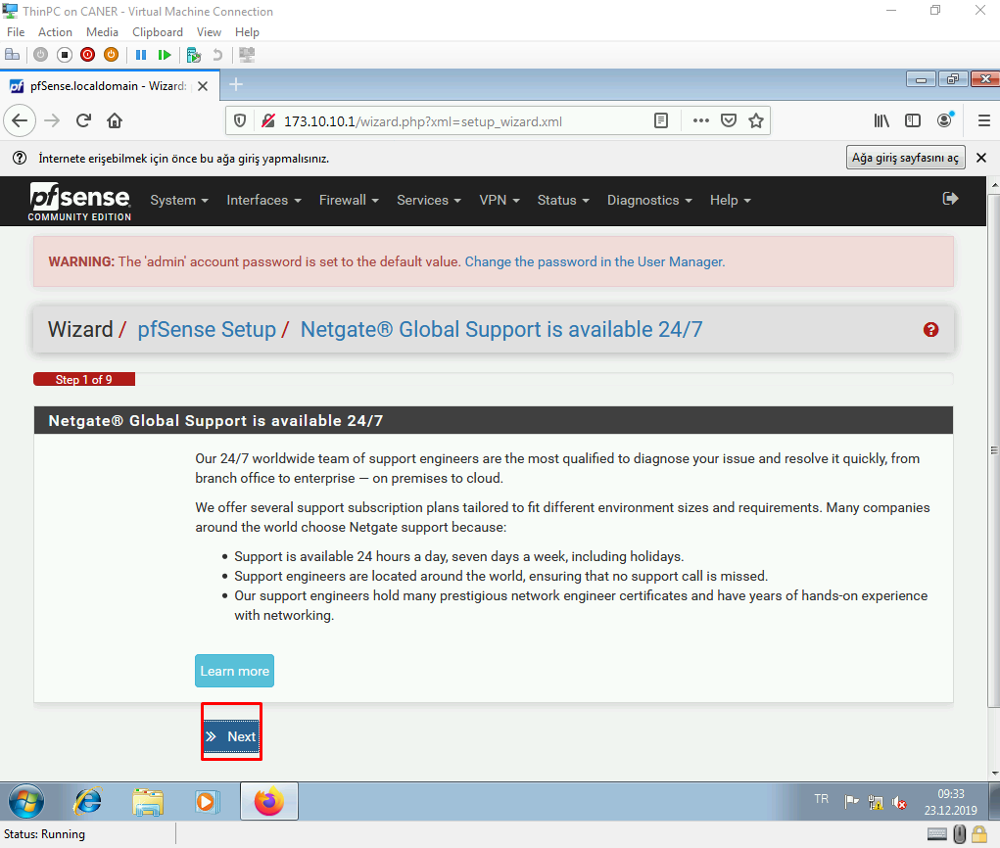 ThinPC on CANER - Virtual Machine Connection
File Action Media Clipboard View Help
pfSense.localdomain - Wizard:
173.10.10.1/wizard.php?xml=setup_wizard.xml
İnternete erişebilmek için önce bu ağa giriş yapmalısınız.
Ağa giriş sayfasını aç
pfsense
COMMUNITY EDITION
System Interfaces Firewall Services VPN Status Diagnostics Help
WARNING: The 'admin' account password is set to the default value. Change the password in the User Manager.
Wizard / pfSense Setup / Netgate® Global Support is available 24/7
Step 1 of 9
Netgate® Global Support is available 24/7
Our 24/7 worldwide team of support engineers are the most qualified to diagnose your issue and resolve it quickly, from
branch office to enterprise — on premises to cloud.
We offer several support subscription plans tailored to fit different environment sizes and requirements. Many companies
around the world choose Netgate support because:
• Support is available 24 hours a day, seven days a week, including holidays.
• Support engineers are located around the world, ensuring that no support call is missed.
• Our support engineers hold many prestigious network engineer certificates and have years of hands-on experience
with networking.
Learn more
Next
TR
09:33
23.12.2019
Status: Running